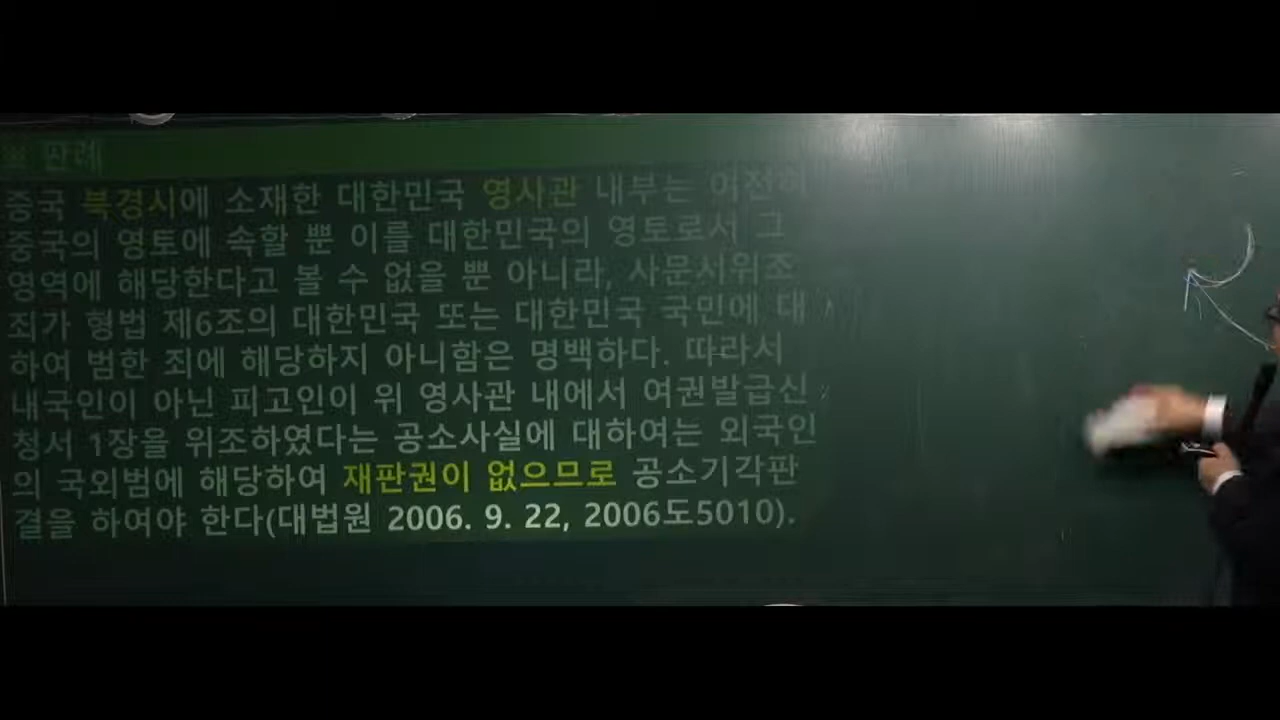 ※ 판례
중국 북경시에 소재한 대한민국 영사관 내부는 여전히
중국의 영토에 속할 뿐 이를 대한민국의 영토로서 그
영역에 해당한다고 볼 수 없을 뿐 아니라, 사문서위조
죄가 형법 제6조의 대한민국 또는 대한민국 국민에 대
하여 범한 죄에 해당하지 아니함은 명백하다. 따라서
내국인이 아닌 피고인이 위 영사관 내에서 여권발급신
청서 1장을 위조하였다는 공소사실에 대하여는 외국인
의 국외범에 해당하여 재판권이 없으므로 공소기각판
결을 하여야 한다(대법원 2006. 9. 22, 2006도5010).